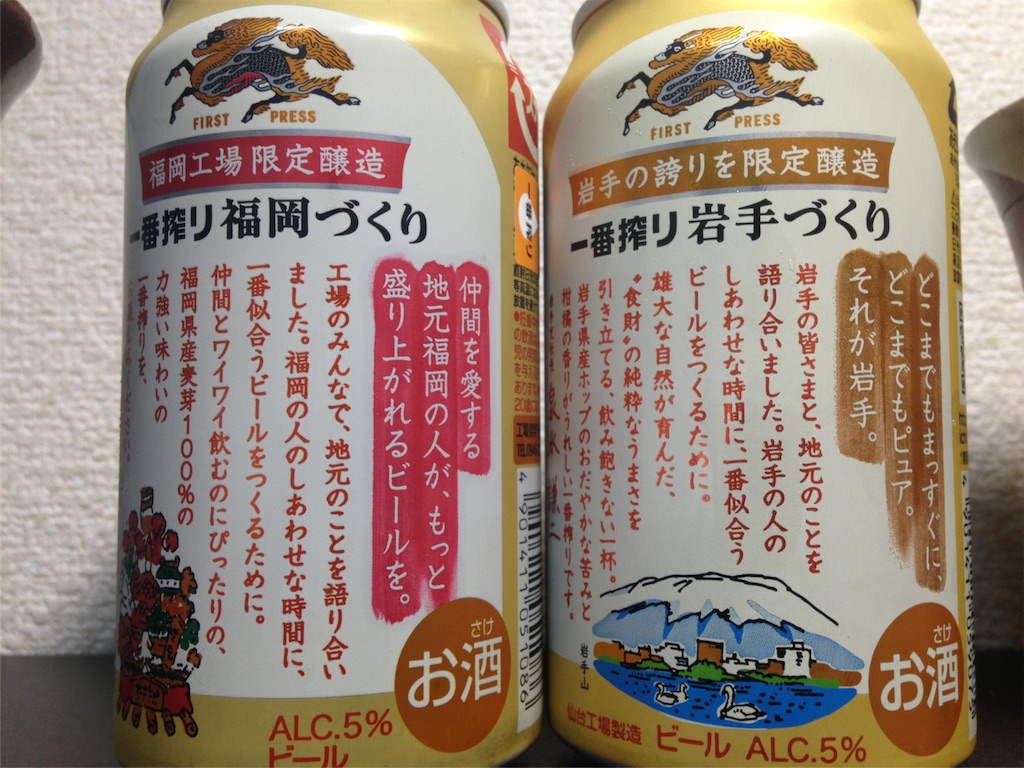 FIRST PRESS
福岡工場限定醸造
一番搾り 福岡づくり
仲間を愛する
地元福岡の人が、もっと
盛り上がれるビールを。
工場のみんなで、地元のことを語り合い
ました。福岡の人のしあわせな時間に、
一番似合うビールをつくるために。
仲間とワイワイ飲むのにぴったりの、
福岡県産麦芽100%の
力強い味わいの
一番搾りを、
さけ
お酒
ALC.5%
ビール
4 901411 051086
FIRST PRESS
岩手の誇りを限定醸造
一番搾り 岩手づくり
どこまでもまっすぐに、
どこまでもピュア。
それが岩手。
岩手の皆さまと、地元のことを
語り合いました。岩手の人の
しあわせな時間に、一番似合う
ビールをつくるために。
雄大な自然が育んだ、
“食財”の純粋なうまさを
引き立てる、飲み飽きない一杯。
岩手県産ホップのおだやかな苦みと
柑橘の香りがうれしい一番搾りです。
岩手山
さけ
お酒
仙台工場製造
ビール ALC.5%